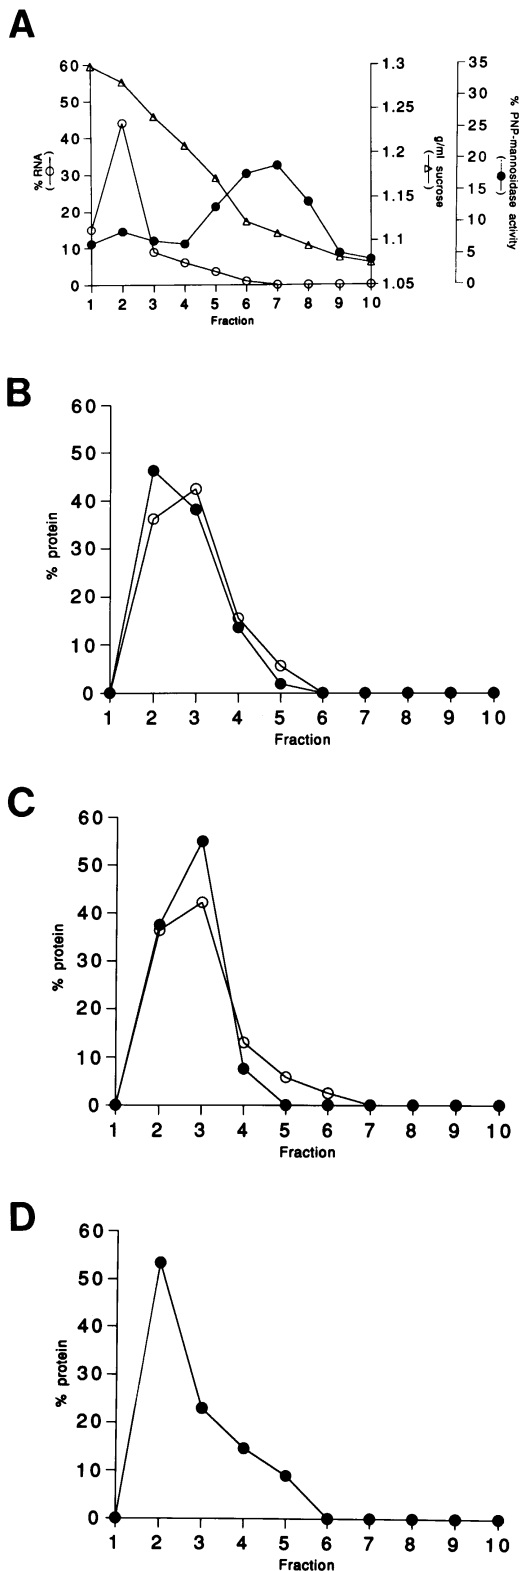 A
60
50
40
30
20
10
0
% RNA
(—○—)
1 2 3 4 5 6 7 8 9 10
Fraction
1.3
1.25
1.2
1.15
1.1
1.05
g/ml sucrose
(—△—)
35
30
25
20
15
10
5
0
% PNP-mannosidase activity
(····●····)
B
60
50
40
30
20
10
0
% protein
1 2 3 4 5 6 7 8 9 10
Fraction
C
60
50
40
30
20
10
0
% protein
1 2 3 4 5 6 7 8 9 10
Fraction
D
60
50
40
30
20
10
0
% protein
1 2 3 4 5 6 7 8 9 10
Fraction